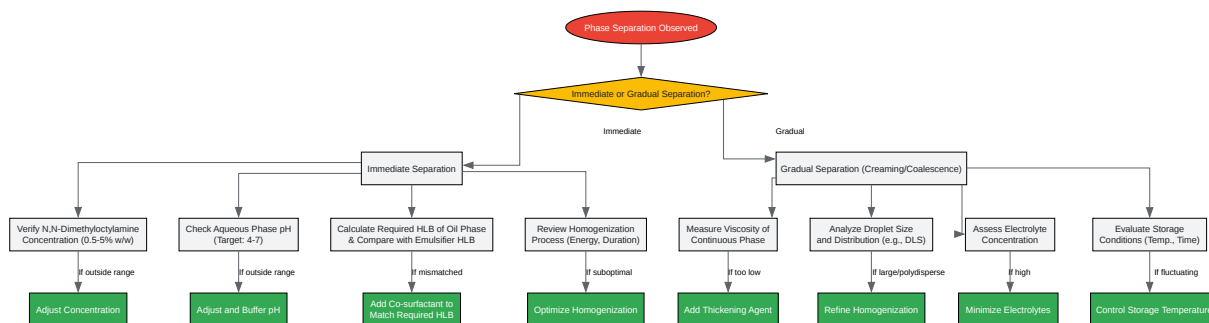 Phase Separation Observed
Immediate or Gradual Separation?
Immediate
Gradual
Immediate Separation
Gradual Separation (Creaming/Coalescence)
Verify N,N-Dimethyloctylamine
Concentration (0.5-5% w/w)
Check Aqueous Phase pH
(Target: 4-7)
Calculate Required HLB of Oil Phase
& Compare with Emulsifier HLB
Review Homogenization
Process (Energy, Duration)
Measure Viscosity of
Continuous Phase
Analyze Droplet Size
and Distribution (e.g., DLS)
Assess Electrolyte
Concentration
Evaluate Storage
Conditions (Temp., Time)
If outside range
If outside range
If mismatched
If suboptimal
If too low
If large/polydisperse
If high
If fluctuating
Adjust Concentration
Adjust and Buffer pH
Add Co-surfactant to
Match Required HLB
Optimize Homogenization
Add Thickening Agent
Refine Homogenization
Minimize Electrolytes
Control Storage Temperature